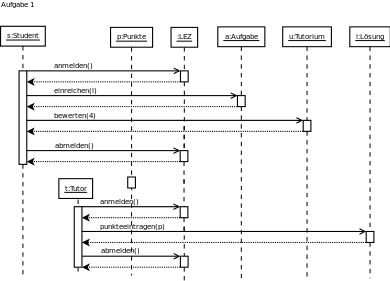 Aufgabe 1
s:Student
p:Punkte
:LEZ
a:Aufgabe
u:Tutorium
l:Lösung
anmelden()
einreichen(l)
bewerten(4)
abmelden()
t:Tutor
anmelden()
punkteeintragen(p)
abmelden()